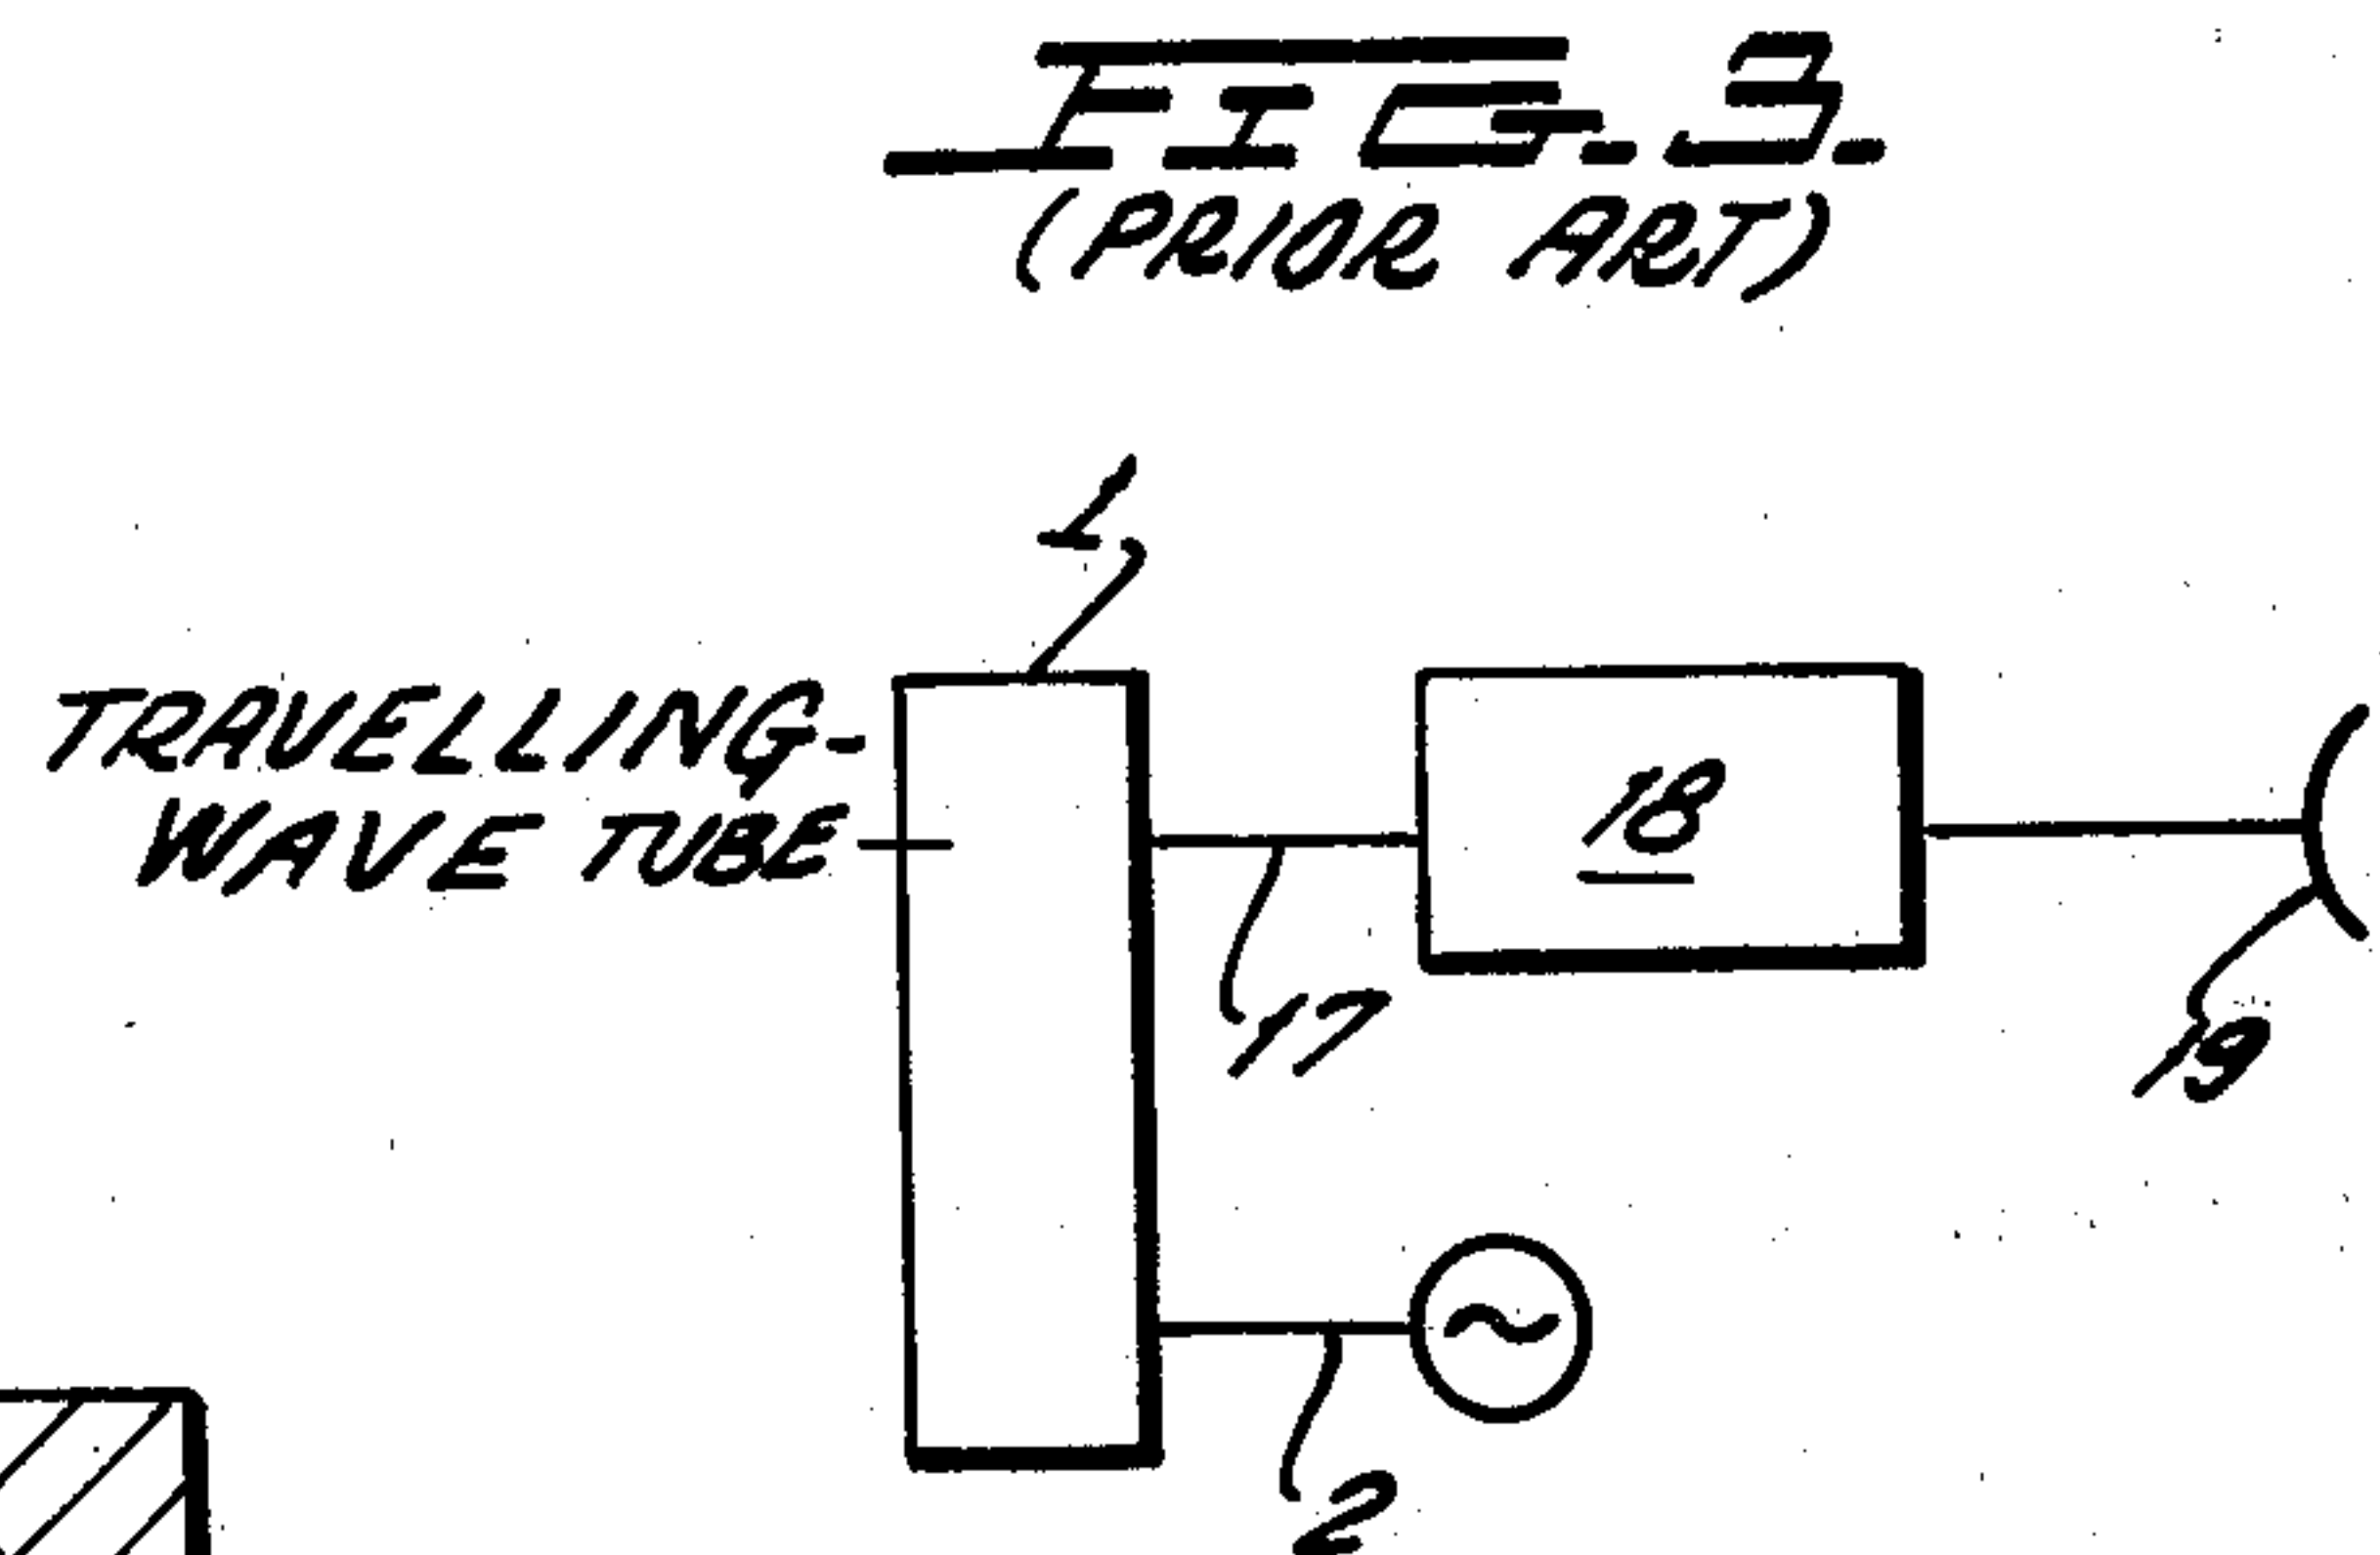 FIG. 3.
(PRIOR ART)
1
TRAVELLING-
WAVE TUBE
18
17
19
2